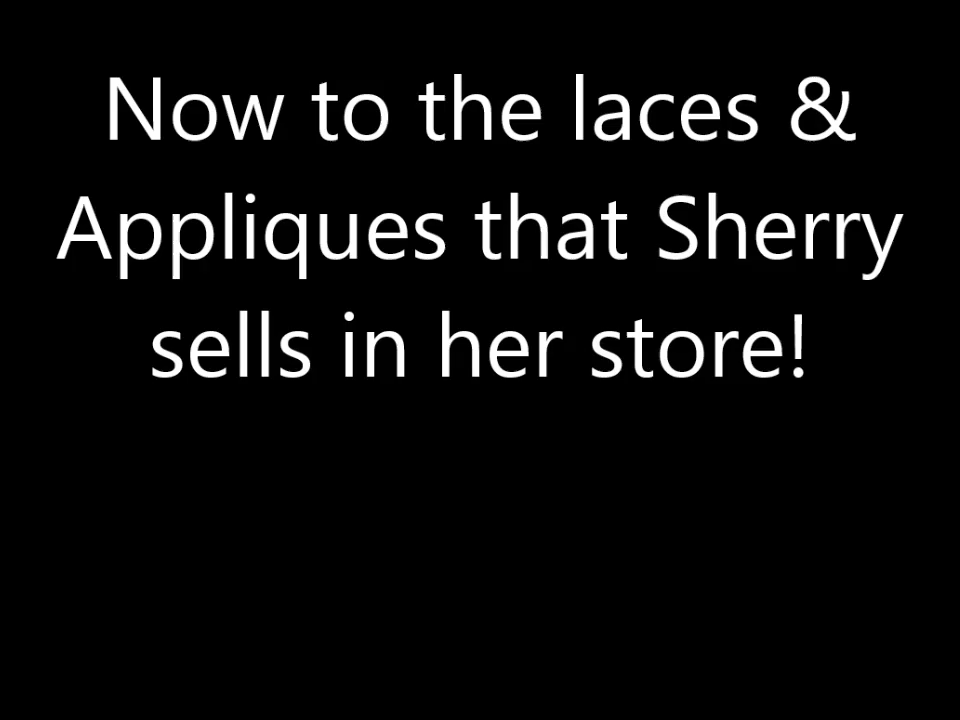 Now to the laces &
Appliques that Sherry
sells in her store!